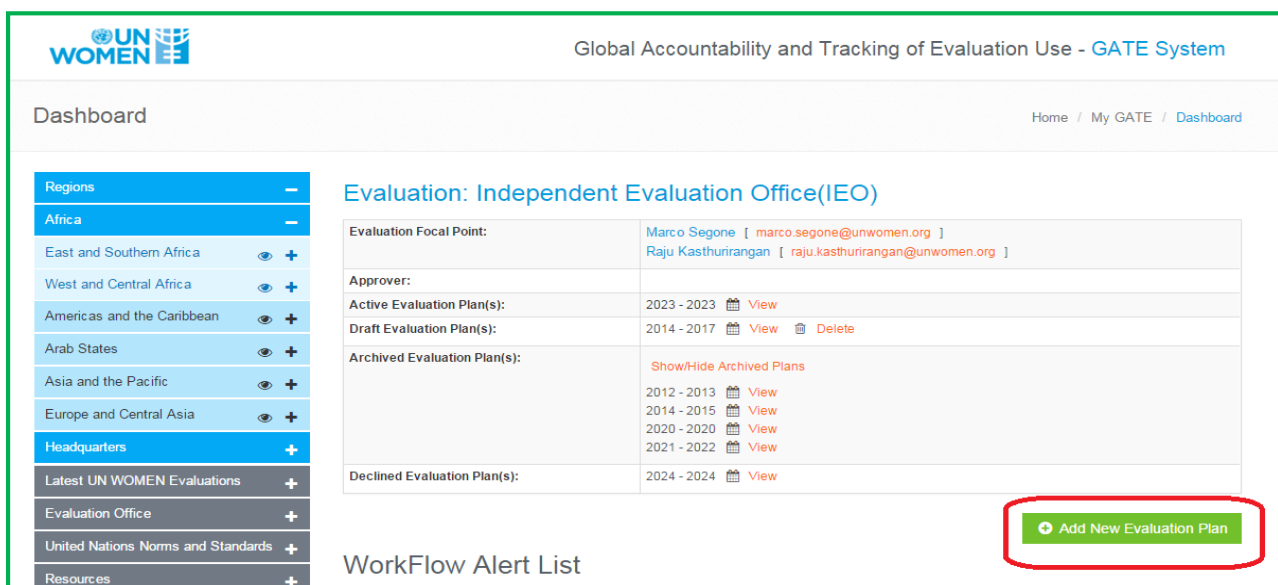 UN
WOMEN
Global Accountability and Tracking of Evaluation Use - GATE System
Dashboard
Home / My GATE / Dashboard
Regions
Africa
East and Southern Africa
West and Central Africa
Americas and the Caribbean
Arab States
Asia and the Pacific
Europe and Central Asia
Headquarters
Latest UN WOMEN Evaluations
Evaluation Office
United Nations Norms and Standards
Resources
Evaluation: Independent Evaluation Office(IEO)
Evaluation Focal Point: Marco Segone [ marco.segone@unwomen.org ]
Raju Kasthurirangan [ raju.kasthurirangan@unwomen.org ]
Approver:
Active Evaluation Plan(s): 2023 - 2023 View
Draft Evaluation Plan(s): 2014 - 2017 View Delete
Archived Evaluation Plan(s): Show/Hide Archived Plans
2012 - 2013 View
2014 - 2015 View
2020 - 2020 View
2021 - 2022 View
Declined Evaluation Plan(s): 2024 - 2024 View
Add New Evaluation Plan
WorkFlow Alert List